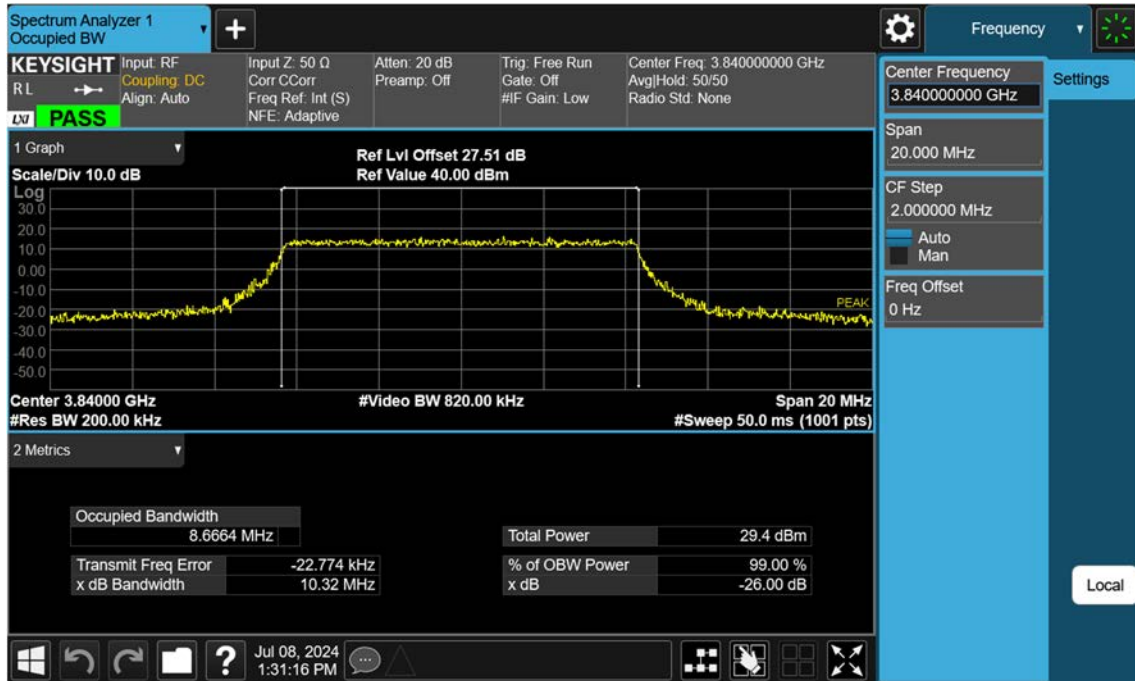 Spectrum Analyzer 1
Occupied BW
Frequency
KEYSIGHT
R L
LXI
PASS
Input: RF
Coupling: DC
Align: Auto
Input Z: 50 Ω
Corr CCorr
Freq Ref: Int (S)
NFE: Adaptive
Atten: 20 dB
Preamp: Off
Trig: Free Run
Gate: Off
#IF Gain: Low
Center Freq: 3.840000000 GHz
Avg|Hold: 50/50
Radio Std: None
Center Frequency
3.840000000 GHz
Settings
Span
20.000 MHz
CF Step
2.000000 MHz
Auto
Man
Freq Offset
0 Hz
Local
1 Graph
Scale/Div 10.0 dB
Ref Lvl Offset 27.51 dB
Ref Value 40.00 dBm
Log
30.0
20.0
10.0
0.00
-10.0
-20.0
-30.0
-40.0
-50.0
PEAK
Center 3.84000 GHz
#Video BW 820.00 kHz
Span 20 MHz
#Res BW 200.00 kHz
#Sweep 50.0 ms (1001 pts)
2 Metrics
Occupied Bandwidth
8.6664 MHz
Total Power 29.4 dBm
Transmit Freq Error -22.774 kHz
% of OBW Power 99.00 %
x dB Bandwidth 10.32 MHz
x dB -26.00 dB
Jul 08, 2024
1:31:16 PM